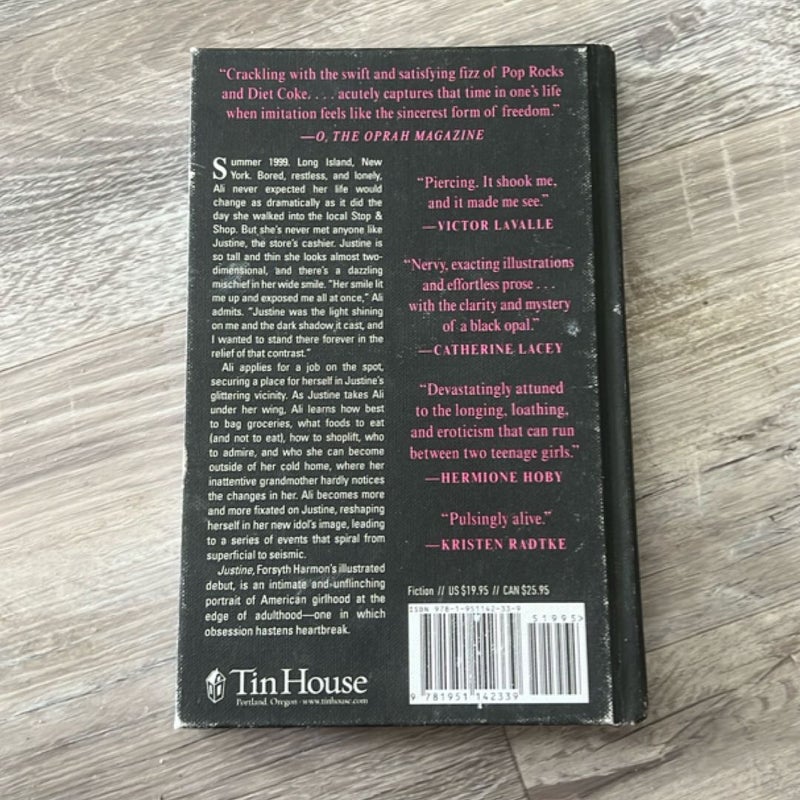 “Crackling with the swift and satisfying fizz of Pop Rocks
and Diet Coke. . . . acutely captures that time in one's life
when imitation feels like the sincerest form of freedom.”
—O, THE OPRAH MAGAZINE
Summer 1999. Long Island, New
York. Bored, restless, and lonely,
Ali never expected her life would
change as dramatically as it did the
day she walked into the local Stop &
Shop. But she's never met anyone like
Justine, the store's cashier. Justine is
so tall and thin she looks almost two-
dimensional, and there's a dazzling
mischief in her wide smile. “Her smile lit
me up and exposed me all at once,” Ali
admits. “Justine was the light shining
on me and the dark shadow it cast, and
I wanted to stand there forever in the
relief of that contrast.”
Ali applies for a job on the spot,
securing a place for herself in Justine's
glittering vicinity. As Justine takes Ali
under her wing, Ali learns how best
to bag groceries, what foods to eat
(and not to eat), how to shoplift, who
to admire, and who she can become
outside of her cold home, where her
inattentive grandmother hardly notices
the changes in her. Ali becomes more
and more fixated on Justine, reshaping
herself in her new idol's image, leading
to a series of events that spiral from
superficial to seismic.
Justine, Forsyth Harmon's illustrated
debut, is an intimate and unflinching
portrait of American girlhood at the
edge of adulthood—one in which
obsession hastens heartbreak.
“Piercing. It shook me,
and it made me see.”
—VICTOR LAVALLE
“Nervy, exacting illustrations
and effortless prose . . .
with the clarity and mystery
of a black opal.”
—CATHERINE LACEY
“Devastatingly attuned
to the longing, loathing,
and eroticism that can run
between two teenage girls.”
—HERMIONE HOBY
“Pulsingly alive.”
—KRISTEN RADTKE
Fiction // US $19.95 // CAN $25.95
ISBN 978-1-951142-33-9
51995>
9 781951 142339
Tin House
Portland, Oregon · www.tinhouse.com